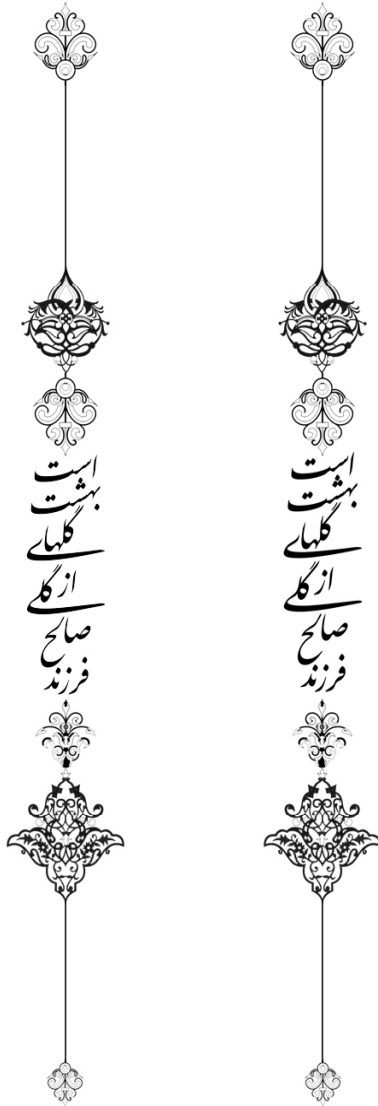 فرزند
صالح
گلی از
گلهای
بهشت
است
فرزند
صالح
گلی از
گلهای
بهشت
است